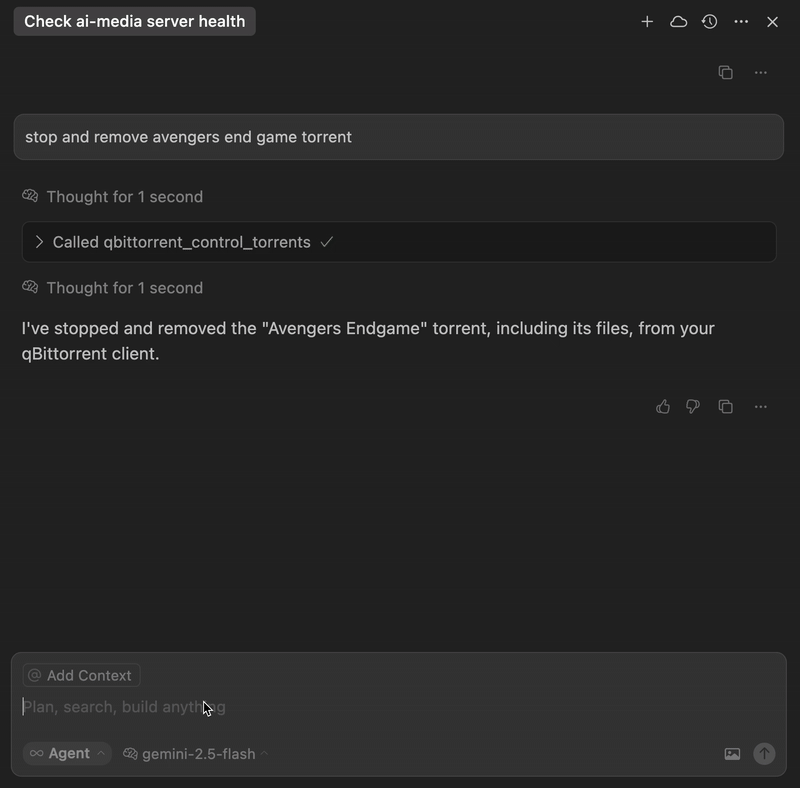 Check ai-media server health
stop and remove avengers end game torrent
Thought for 1 second
Called qbittorrent_control_torrents
Thought for 1 second
I've stopped and removed the "Avengers Endgame" torrent, including its files, from your
qBittorrent client.
@ Add Context
Plan, search, build anything
Agent
gemini-2.5-flash